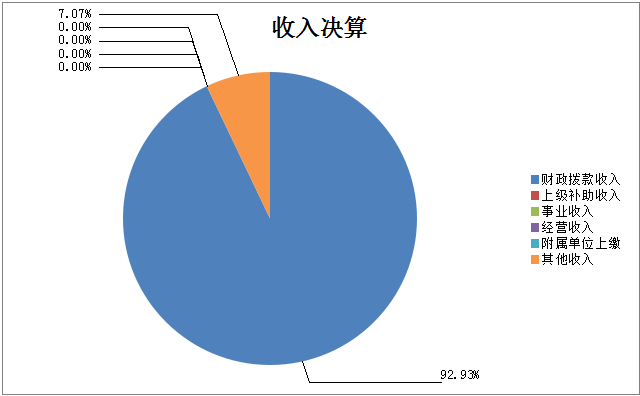 收入决算
7.07%
0.00%
0.00%
0.00%
0.00%
财政拨款收入
上级补助收入
事业收入
经营收入
附属单位上缴
其他收入
92.93%